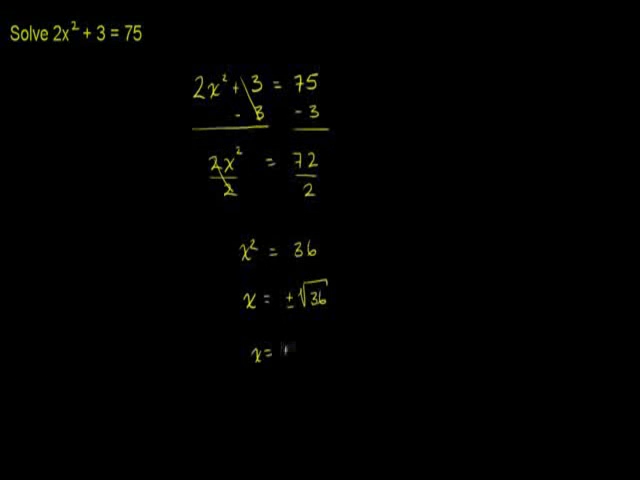 Solve 2x² + 3 = 75
2x² + 3 = 75
- 3 - 3
2x² = 72
2 2
x² = 36
x = ±√36
x =